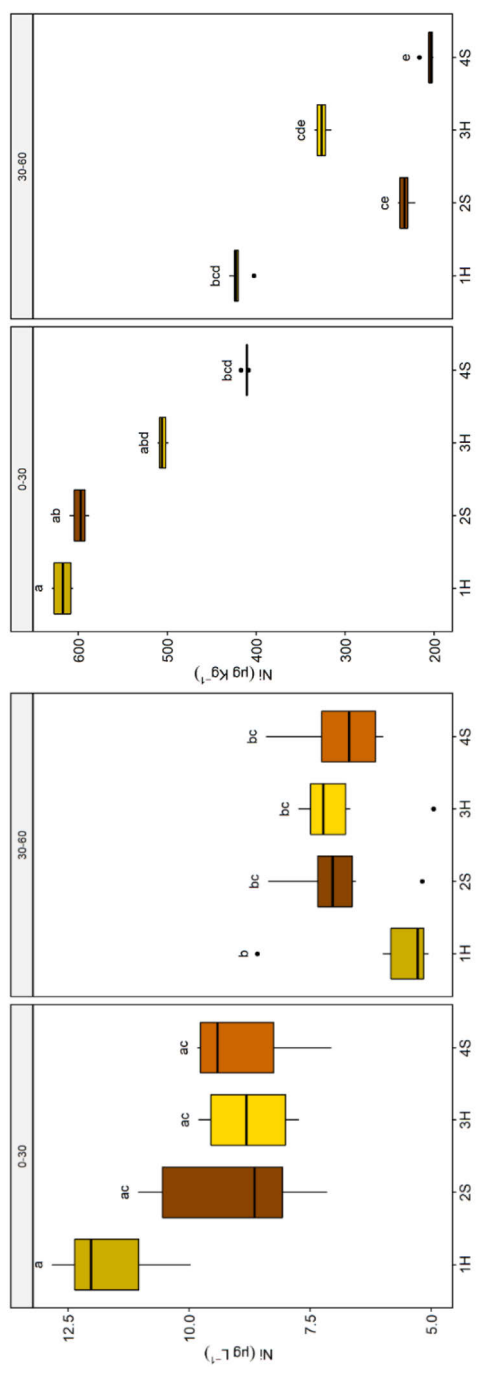 0-30
30-60
a
ac
ac
ac
b
bc
bc
bc
12.5
10.0
7.5
5.0
Ni (µg L⁻¹)
1H 2S 3H 4S
1H 2S 3H 4S
0-30
30-60
a
ab
abd
bcd
bcd
ce
cde
e
600
500
400
300
200
Ni (µg Kg⁻¹)
1H 2S 3H 4S
1H 2S 3H 4S